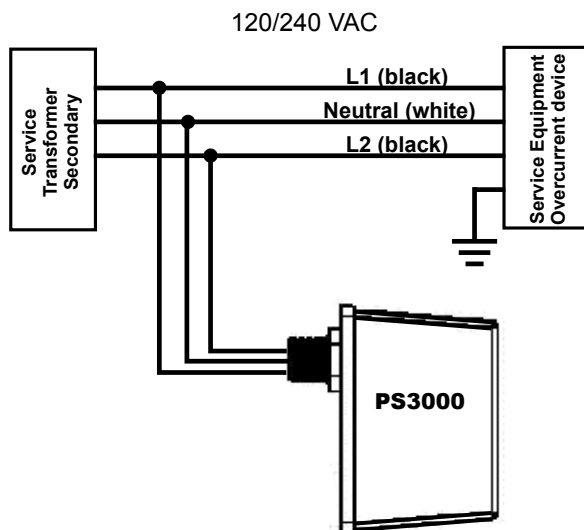 120/240 VAC
Service
Transformer
Secondary
L1 (black)
Neutral (white)
L2 (black)
Service Equipment
Overcurrent device
PS3000